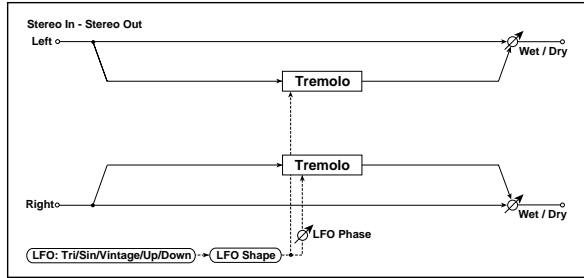 Stereo In - Stereo Out
Left
Wet / Dry
Tremolo
Tremolo
Right
Wet / Dry
LFO Phase
LFO: Tri/Sin/Vintage/Up/Down
LFO Shape